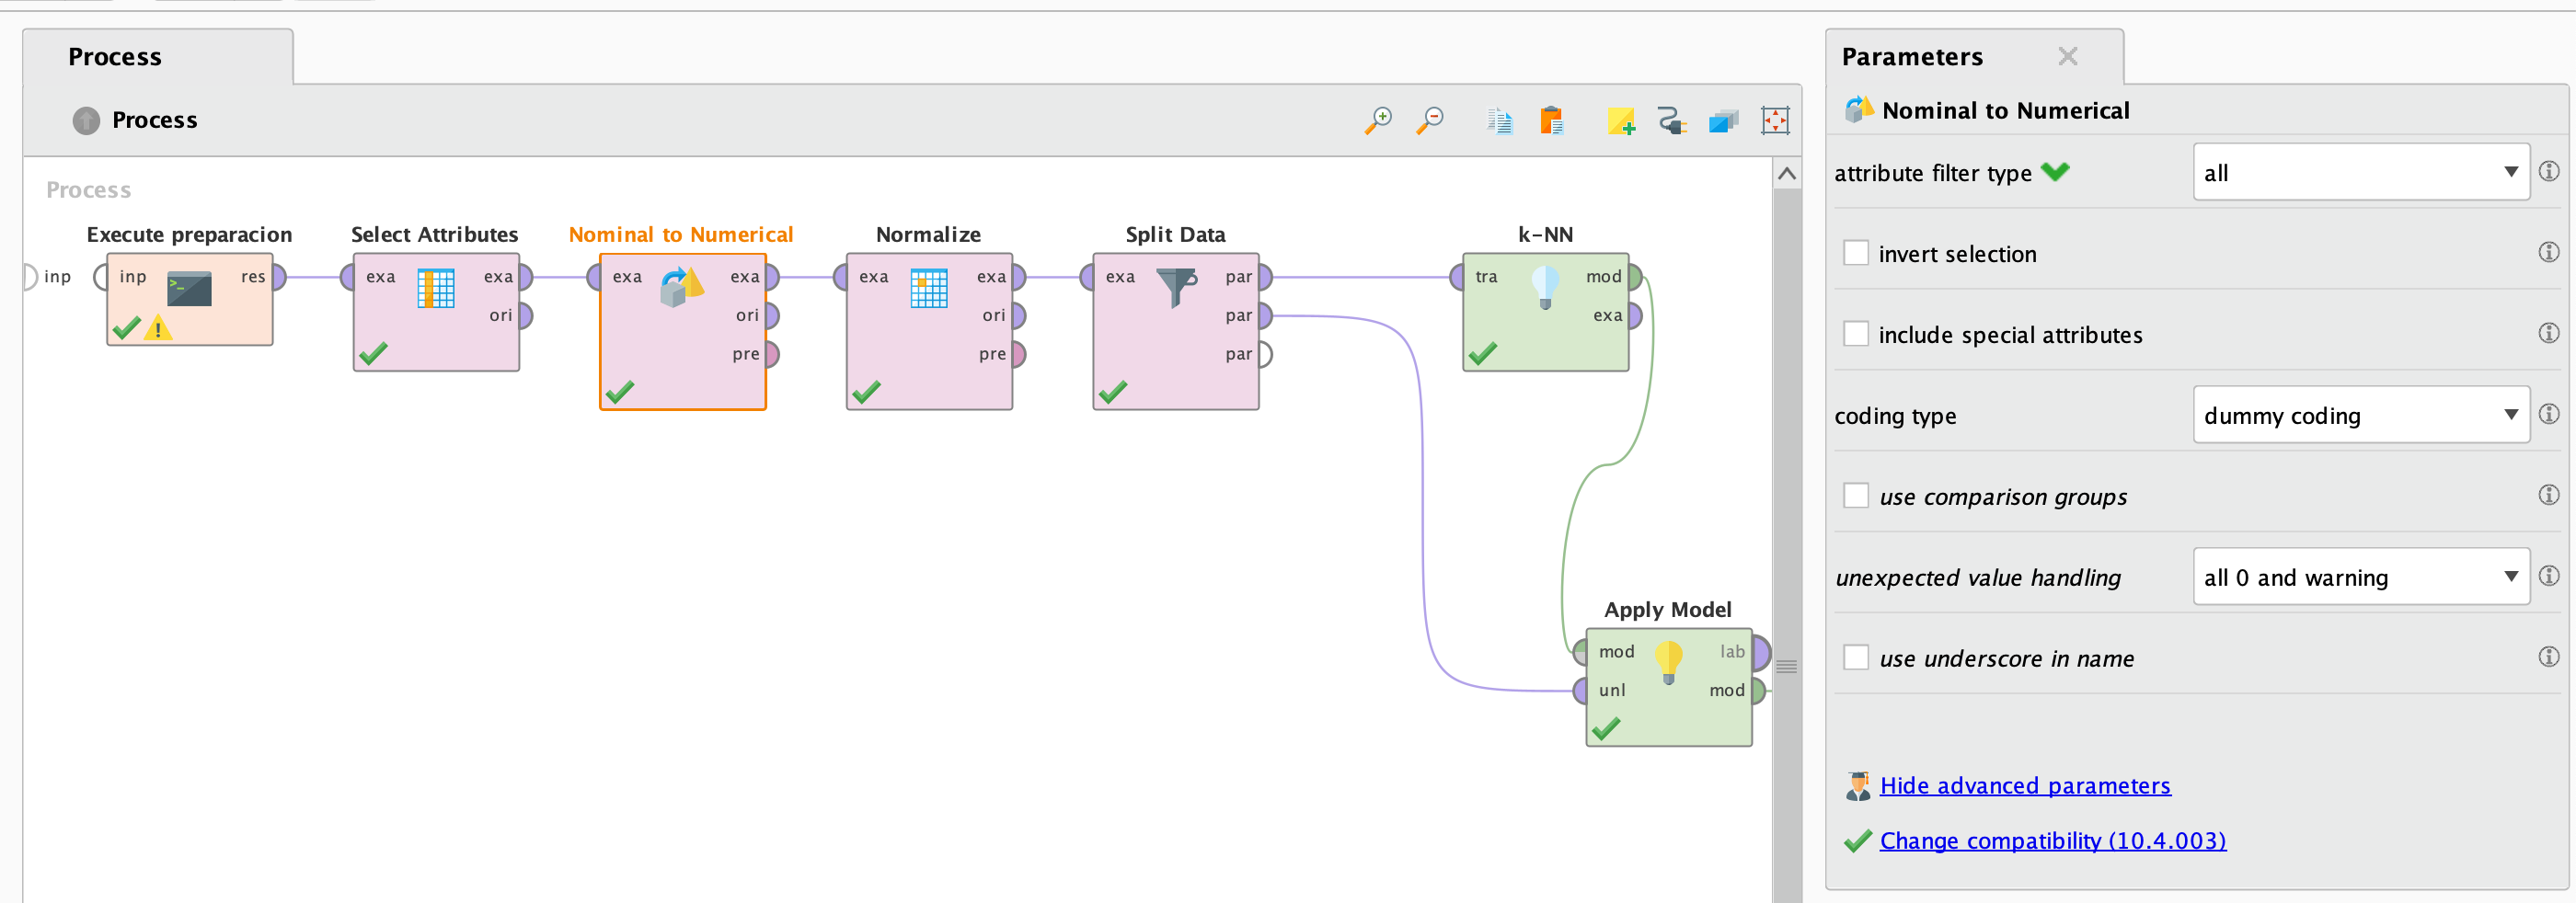 Process
Process
Process
inp
Execute preparacion
inp
res
Select Attributes
exa
exa
ori
Nominal to Numerical
exa
exa
ori
pre
Normalize
exa
exa
ori
pre
Split Data
exa
par
par
par
k-NN
tra
mod
exa
Apply Model
mod
lab
unl
mod
Parameters
Nominal to Numerical
attribute filter type
all
invert selection
include special attributes
coding type
dummy coding
use comparison groups
unexpected value handling
all 0 and warning
use underscore in name
Hide advanced parameters
Change compatibility (10.4.003)